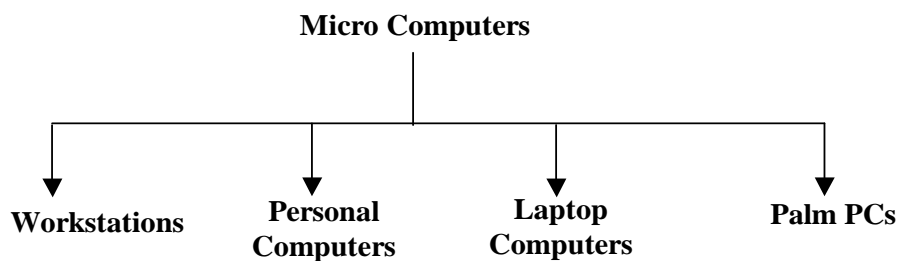 Micro Computers
Workstations
Personal
Computers
Laptop
Computers
Palm PCs